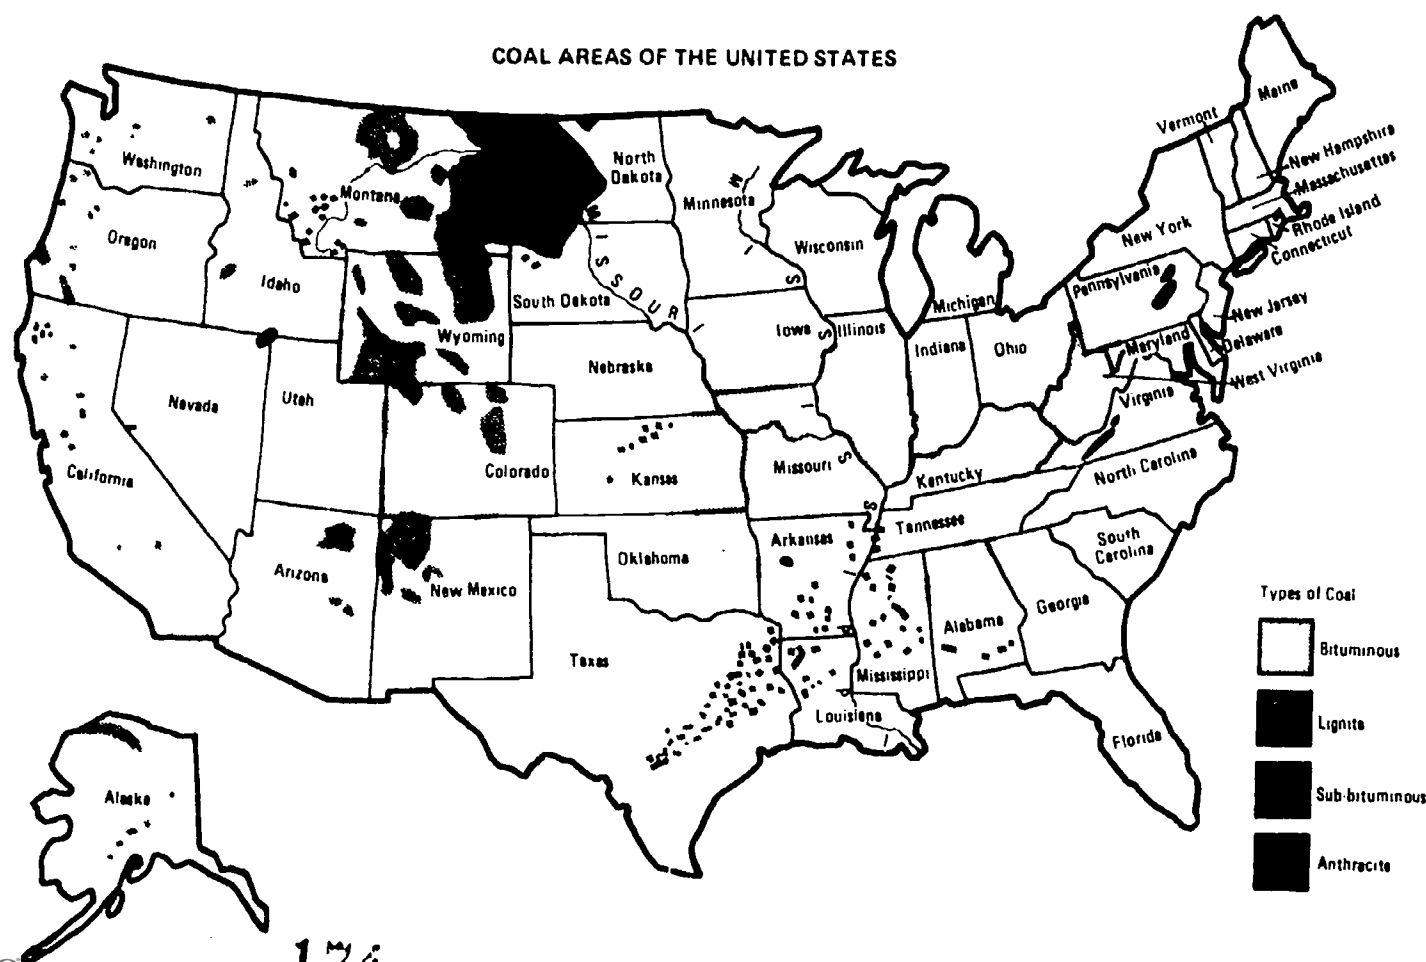 COAL AREAS OF THE UNITED STATES
Maine
Vermont
New Hampshire
Massachusettes
Rhode Island
Connecticut
New York
Washington
Montana
North
Dakota
Minnesota
Wisconsin
Michigan
Oregon
Idaho
Wyoming
South Dakota
MISSOURI
MISSISSIPPI
Iowa
Illinois
Indiana
Ohio
Pennsylvania
New Jersey
Delaware
Maryland
West Virginia
Virginia
Nebraska
Nevada
Utah
Colorado
Kansas
Missouri
Kentucky
North Carolina
California
Arizona
New Mexico
Oklahoma
Arkansas
Tennessee
South
Carolina
Georgia
Alabama
Mississippi
Texas
Louisiana
Florida
Alaska
Types of Coal
Bituminous
Lignite
Sub-bituminous
Anthracite